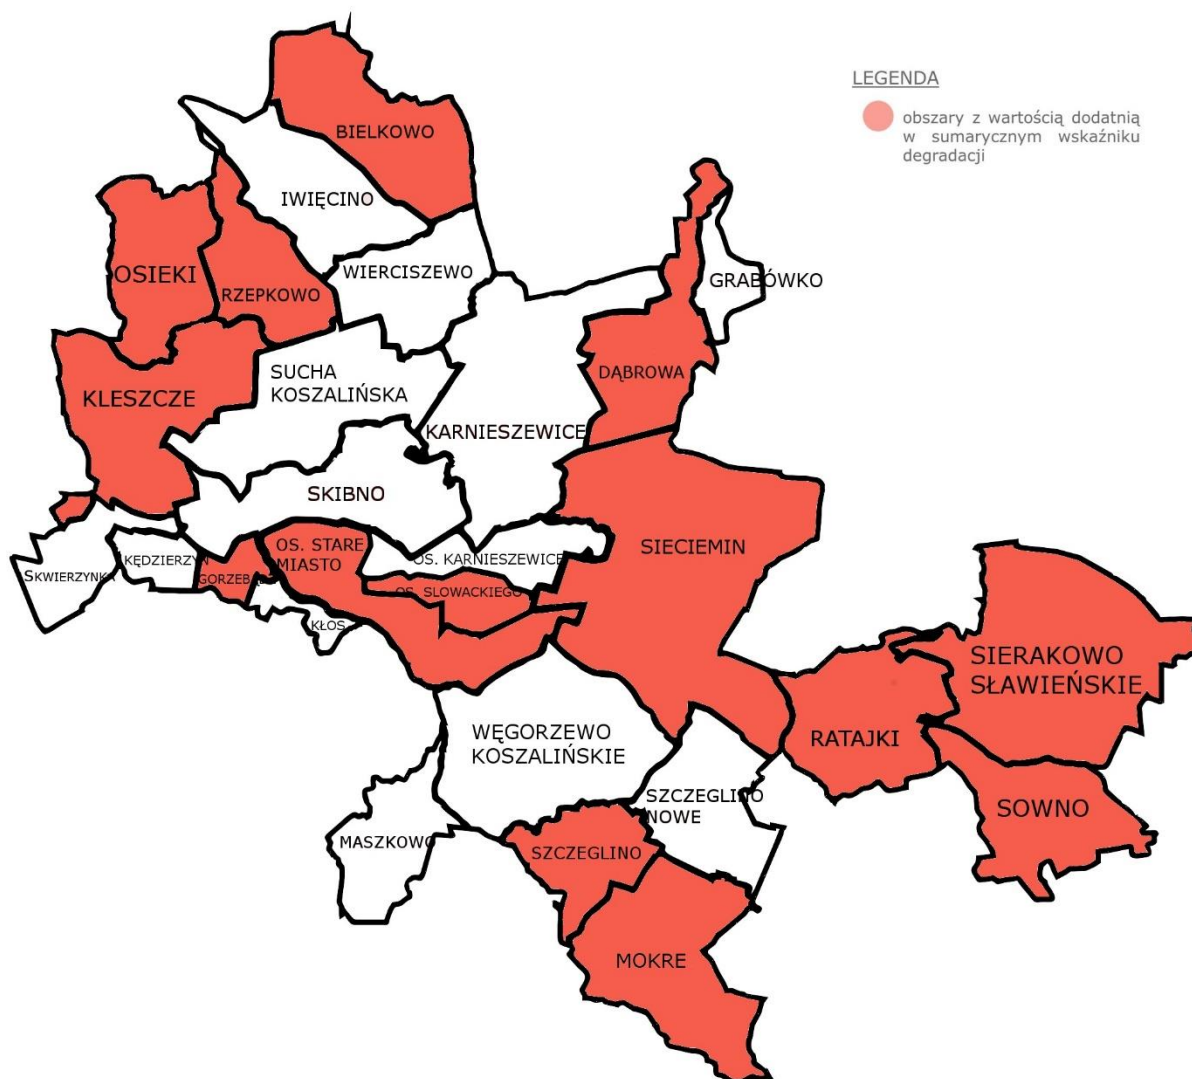 LEGENDA
obszary z wartością dodatnią
w sumarycznym wskaźniku
degradacji
BIELKOWO
IWIĘCINO
OSIEKI
RZEPKOWO
WIERCISZEWO
GRABÓWKO
KLESZCZE
SUCHA
KOSZALIŃSKA
DĄBROWA
KARNIESZEWICE
SKIBNO
SIECIEMIN
OS. STARE
MIASTO
OS. KARNIESZEWICE
SKWIERZYNKA
KĘDZIERZYN
GORZEBĄDZ
OS. SLOWACKIEGO
KŁOS
SIERAKOWO
SŁAWIEŃSKIE
WĘGORZEWO
KOSZALIŃSKIE
RATAJKI
SZCZEGLINO
NOWE
SOWNO
MASZKOWO
SZCZEGLINO
MOKRE